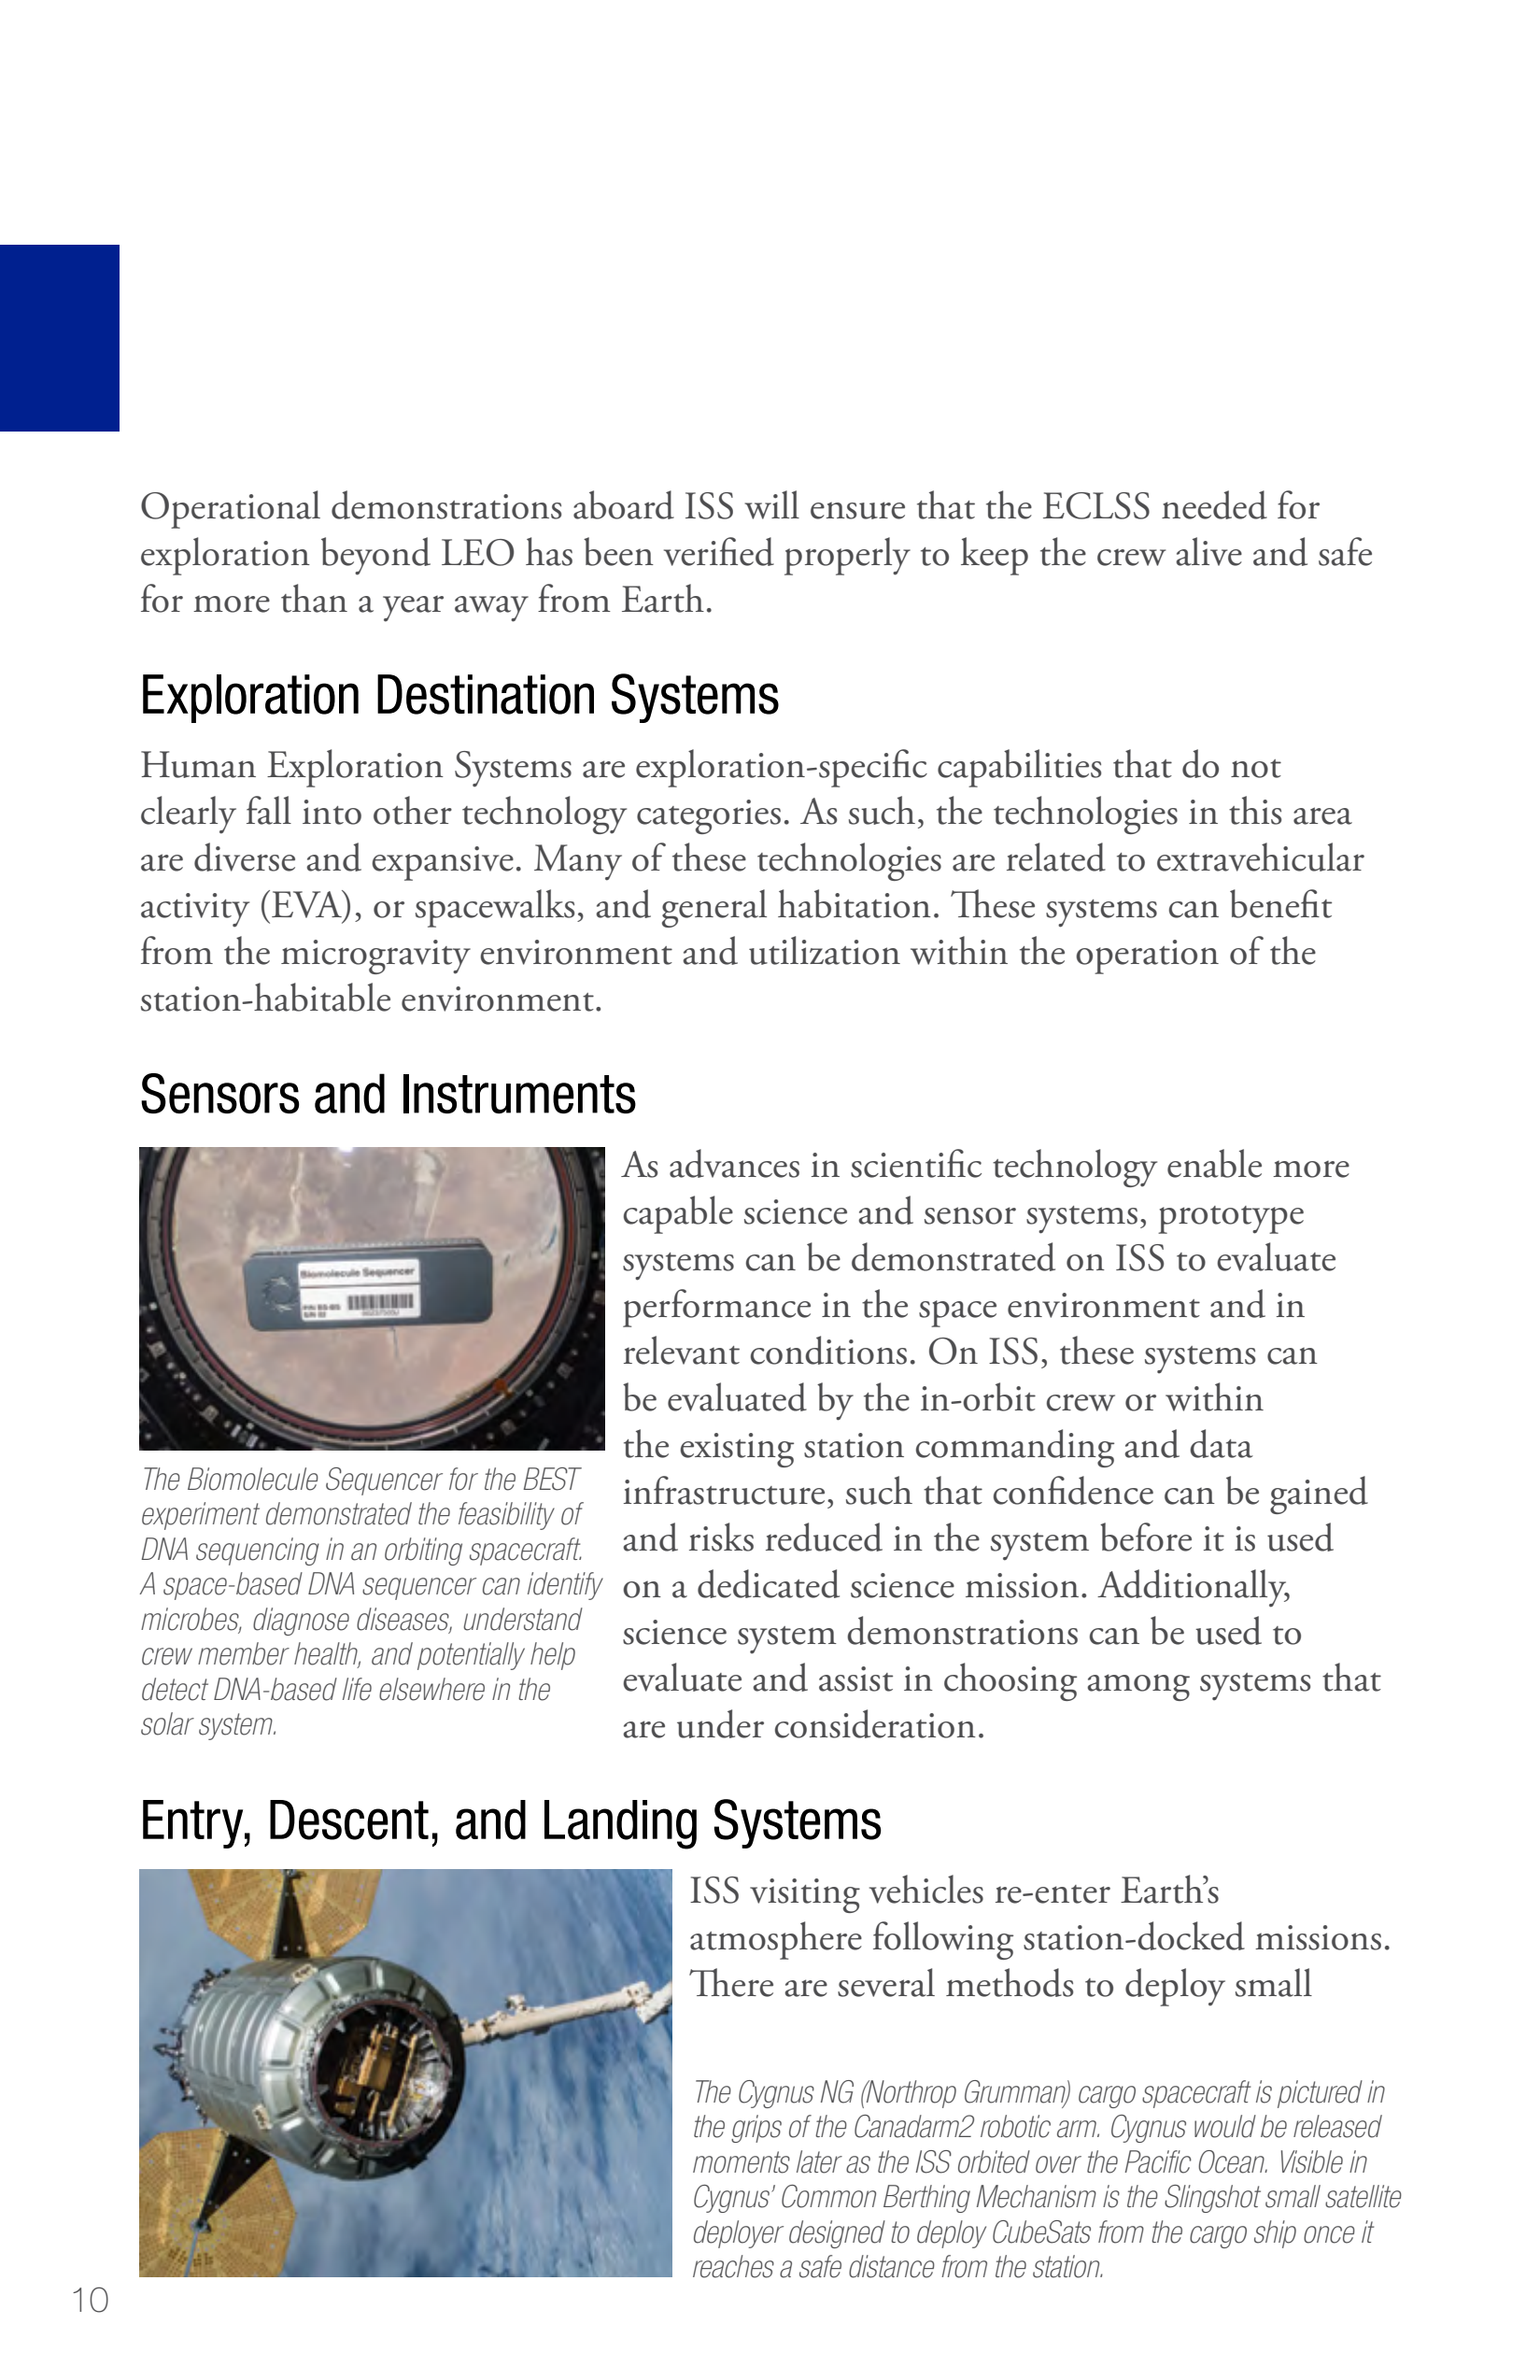 Operational demonstrations aboard ISS will ensure that the ECLSS needed for
exploration beyond LEO has been verified properly to keep the crew alive and safe
for more than a year away from Earth.
Exploration Destination Systems
Human Exploration Systems are exploration-specific capabilities that do not
clearly fall into other technology categories. As such, the technologies in this area
are diverse and expansive. Many of these technologies are related to extravehicular
activity (EVA), or spacewalks, and general habitation. These systems can benefit
from the microgravity environment and utilization within the operation of the
station-habitable environment.
Sensors and Instruments
Biomolecule Sequencer
The Biomolecule Sequencer for the BEST
experiment demonstrated the feasibility of
DNA sequencing in an orbiting spacecraft.
A space-based DNA sequencer can identify
microbes, diagnose diseases, understand
crew member health, and potentially help
detect DNA-based life elsewhere in the
solar system.
As advances in scientific technology enable more
capable science and sensor systems, prototype
systems can be demonstrated on ISS to evaluate
performance in the space environment and in
relevant conditions. On ISS, these systems can
be evaluated by the in-orbit crew or within
the existing station commanding and data
infrastructure, such that confidence can be gained
and risks reduced in the system before it is used
on a dedicated science mission. Additionally,
science system demonstrations can be used to
evaluate and assist in choosing among systems that
are under consideration.
Entry, Descent, and Landing Systems
ISS visiting vehicles re-enter Earth’s
atmosphere following station-docked missions.
There are several methods to deploy small
The Cygnus NG (Northrop Grumman) cargo spacecraft is pictured in
the grips of the Canadarm2 robotic arm. Cygnus would be released
moments later as the ISS orbited over the Pacific Ocean. Visible in
Cygnus’ Common Berthing Mechanism is the Slingshot small satellite
deployer designed to deploy CubeSats from the cargo ship once it
reaches a safe distance from the station.
10